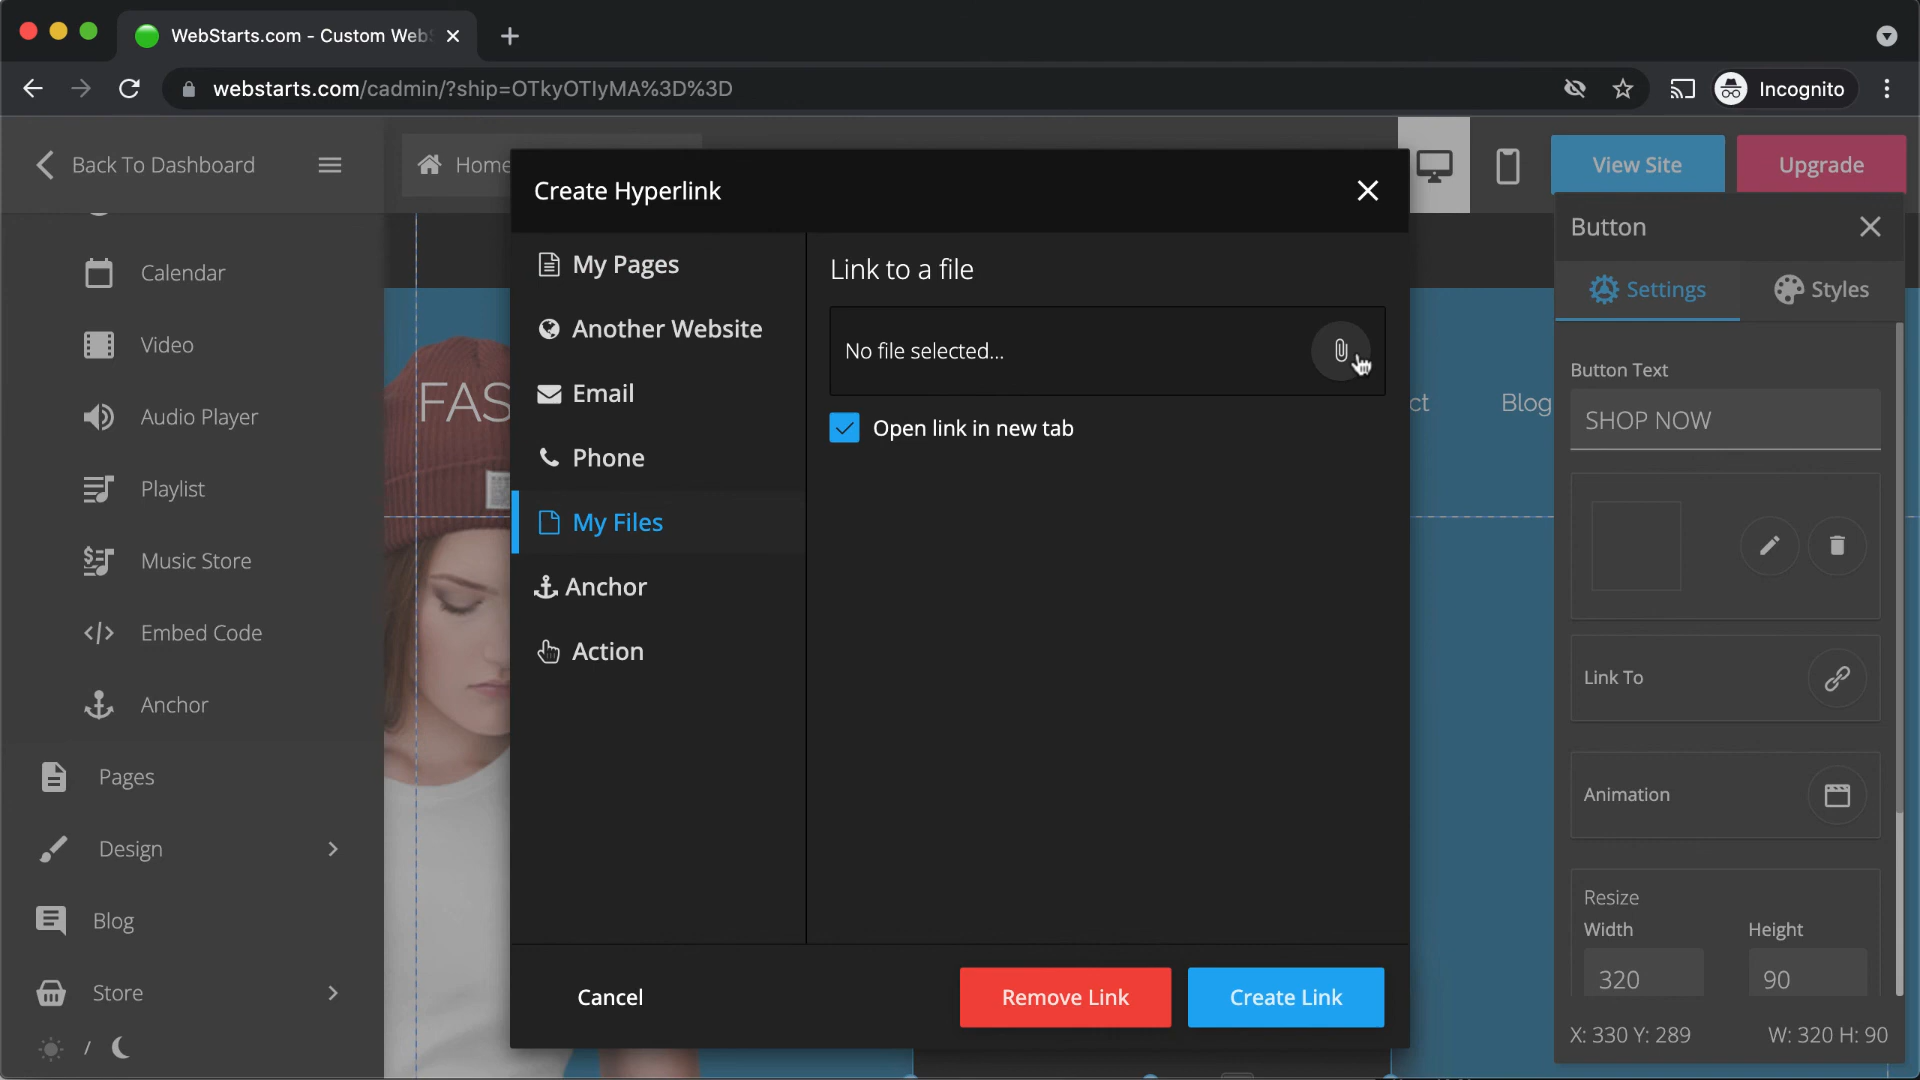 WebStarts.com - Custom Web
webstarts.com/cadmin/?ship=OTkyOTIyMA%3D%3D
Incognito
Back To Dashboard
Home
View Site
Upgrade
Calendar
Video
Audio Player
Playlist
Music Store
Embed Code
Anchor
Pages
Design
Blog
Store
/
FAS
ct
Blog
Create Hyperlink
My Pages
Another Website
Email
Phone
My Files
Anchor
Action
Link to a file
No file selected...
Open link in new tab
Cancel
Remove Link
Create Link
Button
Settings
Styles
Button Text
SHOP NOW
Link To
Animation
Resize
Width
Height
320
90
X: 330 Y: 289
W: 320 H: 90